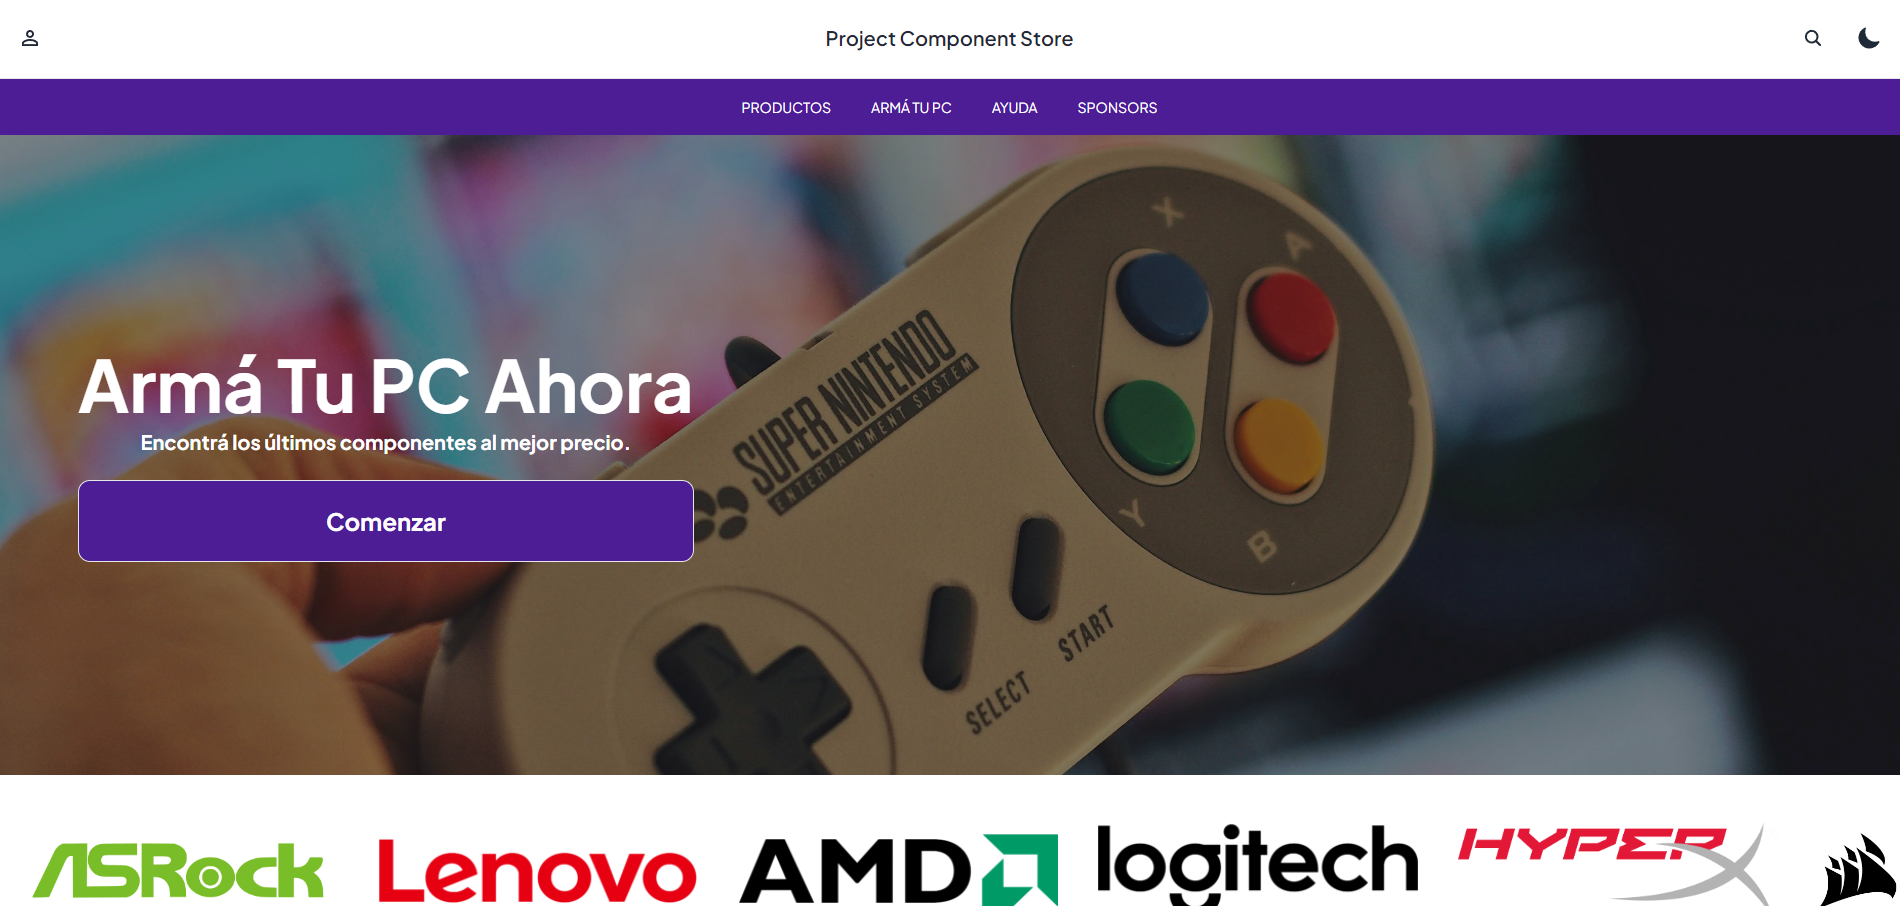 Project Component Store
PRODUCTOS
ARMÁ TU PC
AYUDA
SPONSORS
Armá Tu PC Ahora
Encontrá los últimos componentes al mejor precio.
Comenzar
SUPER NINTENDO
ENTERTAINMENT SYSTEM
X
A
Y
B
SELECT
START
ASRock
Lenovo
AMD
logitech
HYPERX